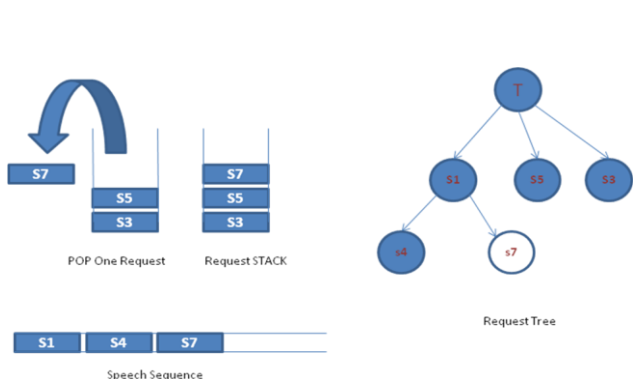 T
S7
S7
S5
S5
S3
S3
S1
S5
S3
s4
s7
POP One Request
Request STACK
Request Tree
S1
S4
S7
Speech Sequence